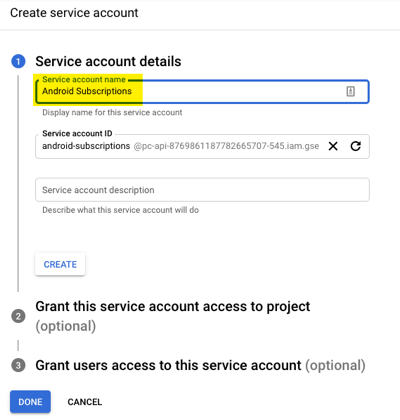 Create service account
1
Service account details
Service account name
Android Subscriptions
Display name for this service account
Service account ID
android-subscriptions @pc-api-8769861187782665707-545.iam.gse
Service account description
Describe what this service account will do
CREATE
2
Grant this service account access to project
(optional)
3
Grant users access to this service account (optional)
DONE CANCEL